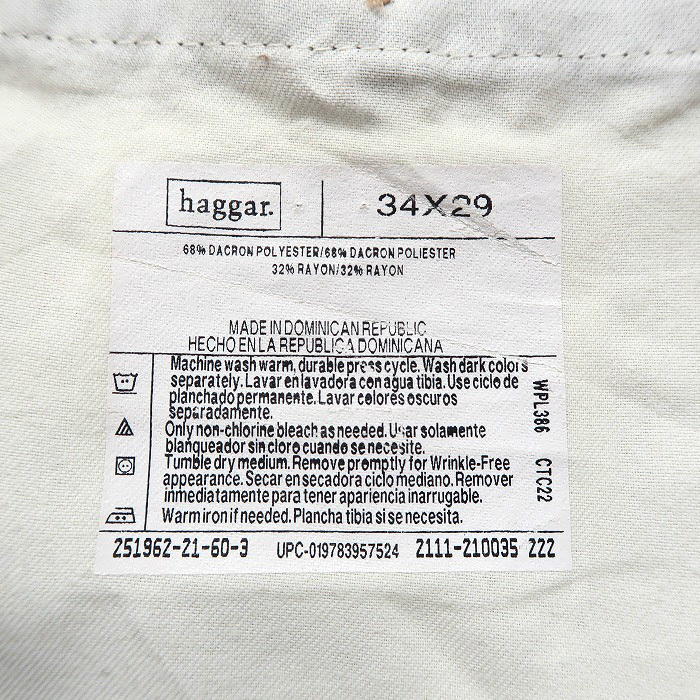 haggar. 34X29
68% DACRON POLYESTER/68% DACRON POLIESTER
32% RAYON/32% RAYON
MADE IN DOMINICAN REPUBLIC
HECHO EN LA REPUBLICA DOMINICANA
Machine wash warm, durable press cycle. Wash dark colors
separately. Lavar en lavadora con agua tibia. Use ciclo de
planchado permanente. Lavar colores oscuros
separadamente.
Only non-chlorine bleach as needed. Usar solamente
blanqueador sin cloro cuando se necesite.
Tumble dry medium. Remove promptly for Wrinkle-Free
appearance. Secar en secadora ciclo mediano. Remover
inmediatamente para tener apariencia inarrugable.
Warm iron if needed. Plancha tibia si se necesita.
WPL386 CTC22
251962-21-60-3 UPC-019783957524 2111-210035 222